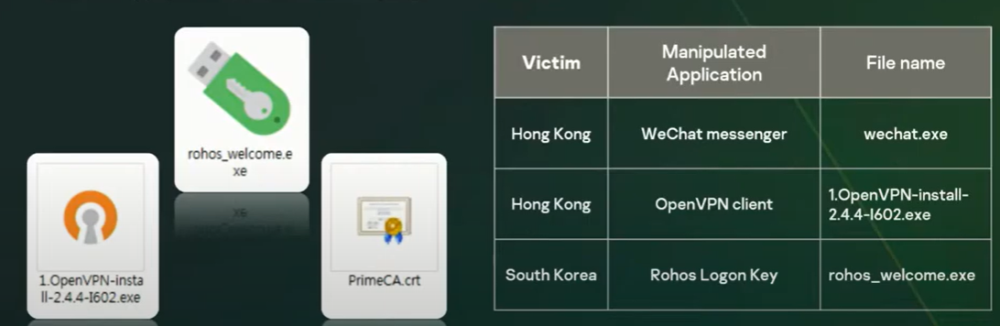 rohos_welcome.e
xe
1.OpenVPN-insta
ll-2.4.4-I602.exe
PrimeCA.crt
Victim
Manipulated
Application
File name
Hong Kong
WeChat messenger
wechat.exe
Hong Kong
OpenVPN client
1.OpenVPN-install-
2.4.4-I602.exe
South Korea
Rohos Logon Key
rohos_welcome.exe